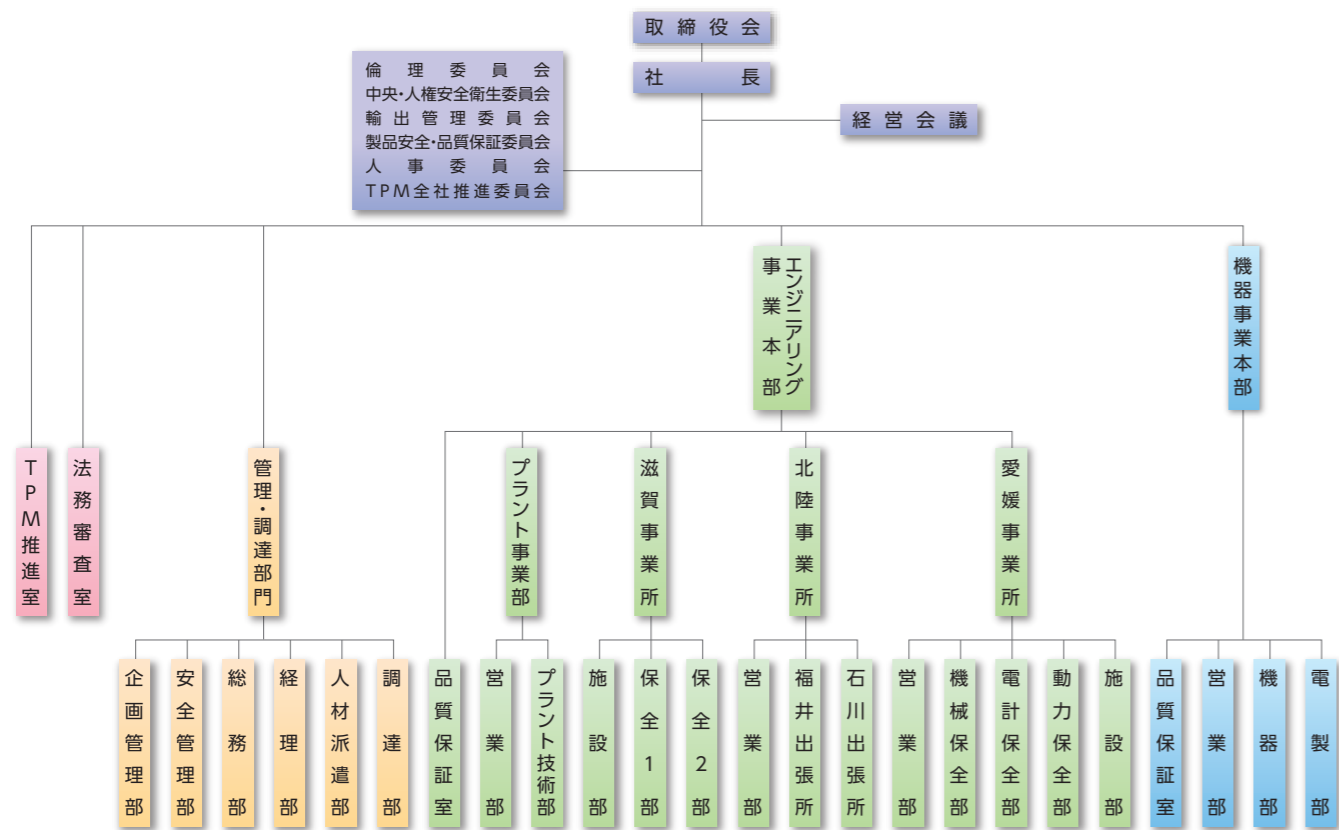 取締役会
社長
倫理委員会
中央・人権安全衛生委員会
輸出管理委員会
製品安全・品質保証委員会
人事委員会
TPM全社推進委員会
経営会議
エンジニアリング
事業本部
機器事業本部
TPM推進室
法務審査室
管理・調達部門
プラント事業部
滋賀事業所
北陸事業所
愛媛事業所
企画管理部
安全管理部
総務部
経理部
人材派遣部
調達部
品質保証室
営業部
プラント技術部
施設部
保全1部
保全2部
営業部
福井出張所
石川出張所
営業部
機械保全部
電計保全部
動力保全部
施設部
品質保証室
営業部
機器部
電製部